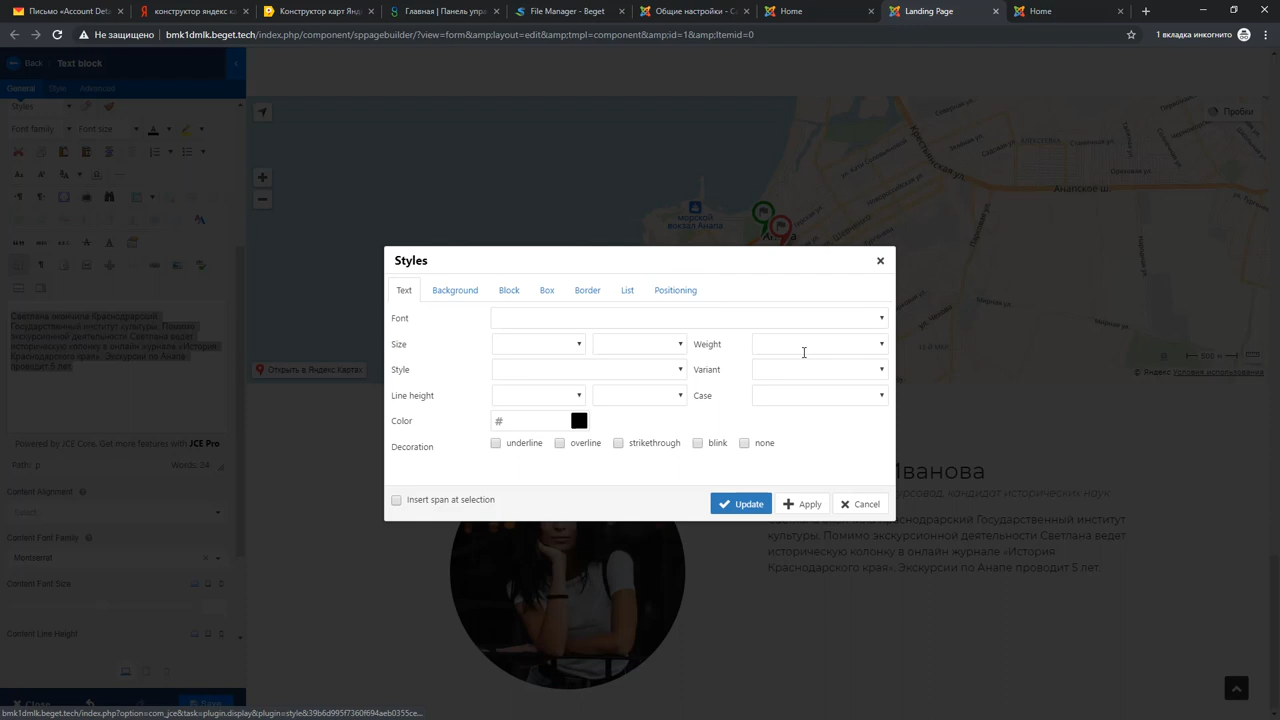 Письмо «Account Deta
конструктор яндекс ка
Конструктор карт Янд
Главная | Панель упра
File Manager - Beget
Общие настройки - Ca
Home
Landing Page
Home
Не защищено
bmk1dmlk.beget.tech/index.php/component/sppagebuilder/?view=form&amp;layout=edit&amp;tmpl=component&amp;id=1&amp;Itemid=0
1 вкладка инкогнито
Back
Text block
General
Style
Advanced
Styles
Font family
Font size
Светлана окончила Краснодрарский
Государственный институт культуры. Помимо
экскурсионной деятельности Светлана ведет
историческую колонку в онлайн журнале «История
Краснодарского края». Экскурсии по Анапе
проводит 5 лет.
Powered by JCE Core. Get more features with JCE Pro
Path: p
Words: 24
Content Alignment
Content Font Family
Montserrat
Content Font Size
Content Line Height
Close
Save
Пробки
Анапское ш.
морской
вокзал Анапа
Открыть в Яндекс Картах
500 м
© Яндекс Условия использования
Styles
Text
Background
Block
Box
Border
List
Positioning
Font
Size
Weight
Style
Variant
Line height
Case
Color
#
Decoration
underline
overline
strikethrough
blink
none
Insert span at selection
Update
Apply
Cancel
Иванова
курсовод, кандидат исторических наук
Государственный институт
культуры. Помимо экскурсионной деятельности Светлана ведет
историческую колонку в онлайн журнале «История
Краснодарского края». Экскурсии по Анапе проводит 5 лет.
bmk1dmlk.beget.tech/index.php?option=com_jce&task=plugin.display&plugin=style&39b6d995f7360f694aeb0355ce...